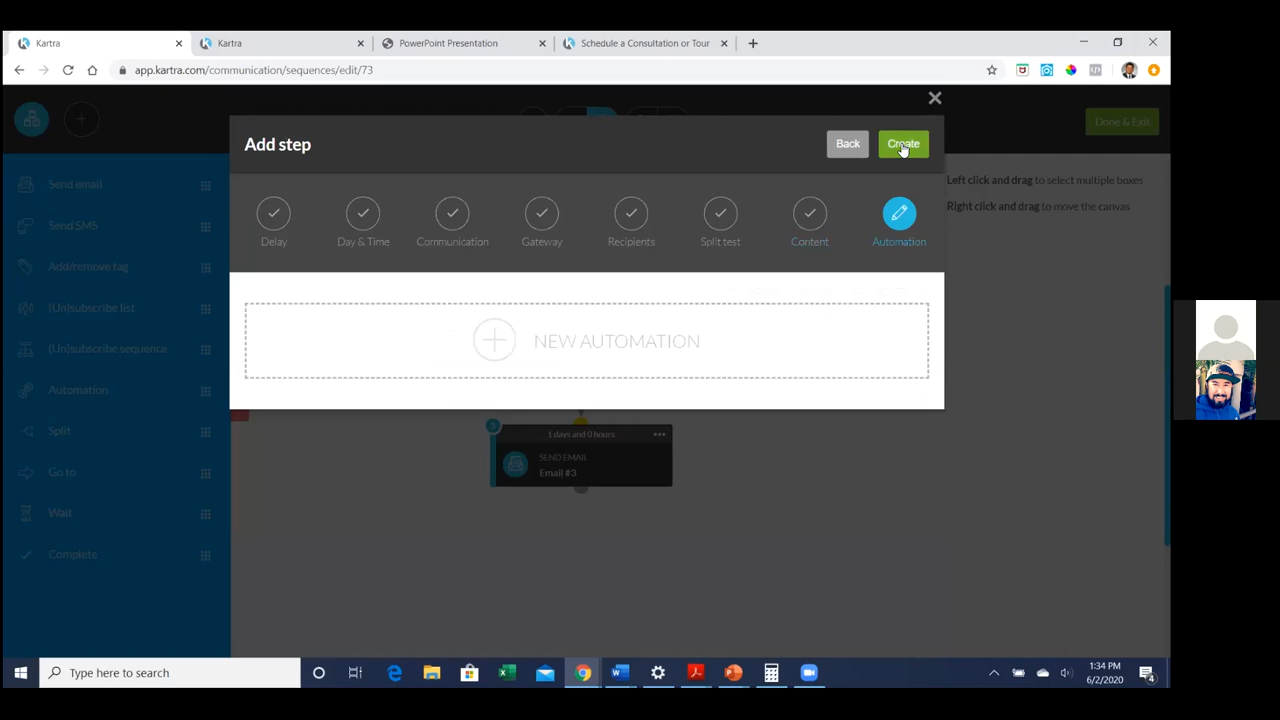 Kartra
Kartra
PowerPoint Presentation
Schedule a Consultation or Tour
app.kartra.com/communication/sequences/edit/73
Done & Exit
Add step
Back
Create
Send email
Send SMS
Add/remove tag
(Un)subscribe list
(Un)subscribe sequence
Automation
Split
Go to
Wait
Complete
Delay
Day & Time
Communication
Gateway
Recipients
Split test
Content
Automation
Left click and drag to select multiple boxes
Right click and drag to move the canvas
NEW AUTOMATION
3
1 days and 0 hours
SEND EMAIL
Email #3
Type here to search
1:34 PM
6/2/2020
4